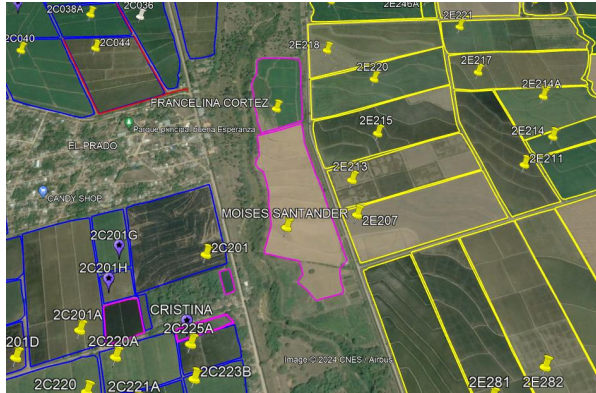 2C038A
2C036
2E246A
2E221
2C040
2C044
2E218
2E220
2E217
2E214A
FRANCELINA CORTEZ
2E215
Parque principal buena Esperanza
2E214
EL PRADO
2E211
2E213
CANDY SHOP
MOISES SANTANDER
2E207
2C201G
2C201
2C201H
CRISTINA
2C201A
2C225A
201D
2C220A
Image © 2024 CNES / Airbus
2C223B
2C220
2C221A
2E281
2E282